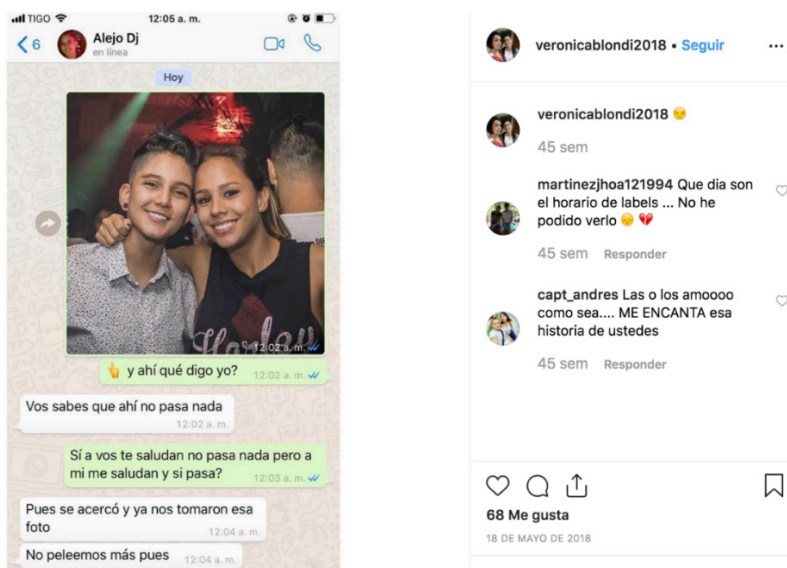 TIGO 12:05 a. m.
6 Alejo Dj
en línea
Hoy
Harley
12:02 a. m.
👆 y ahí qué digo yo? 12:02 a. m.
Vos sabes que ahí no pasa nada
12:02 a. m.
Sí a vos te saludan no pasa nada pero a
mi me saludan y si pasa? 12:03 a. m.
Pues se acercó y ya nos tomaron esa
foto 12:04 a. m.
No peleemos más pues 12:04 a. m.
veronicablondi2018 • Seguir
veronicablondi2018 😒
45 sem
martinezjhoa121994 Que dia son
el horario de labels ... No he
podido verlo 😞 💔
45 sem Responder
capt_andres Las o los amoooo
como sea.... ME ENCANTA esa
historia de ustedes
45 sem Responder
68 Me gusta
18 DE MAYO DE 2018